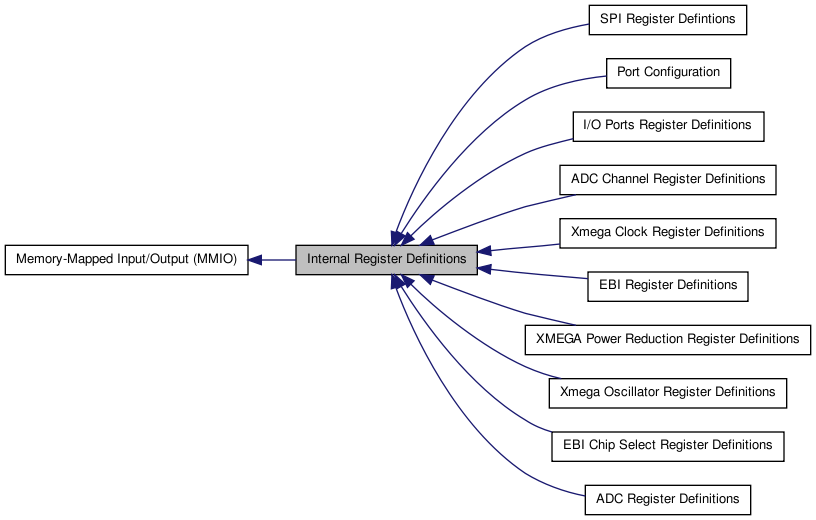 SPI Register Defintions
Port Configuration
I/O Ports Register Definitions
ADC Channel Register Definitions
Xmega Clock Register Definitions
Memory-Mapped Input/Output (MMIO)
Internal Register Definitions
EBI Register Definitions
XMEGA Power Reduction Register Definitions
Xmega Oscillator Register Definitions
EBI Chip Select Register Definitions
ADC Register Definitions